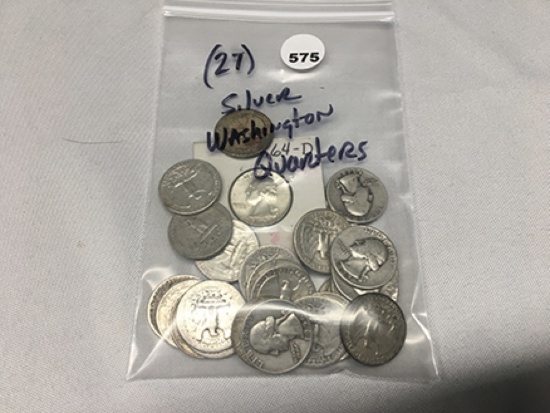 575
(27)
Silver
Washington
64-D
Quarters